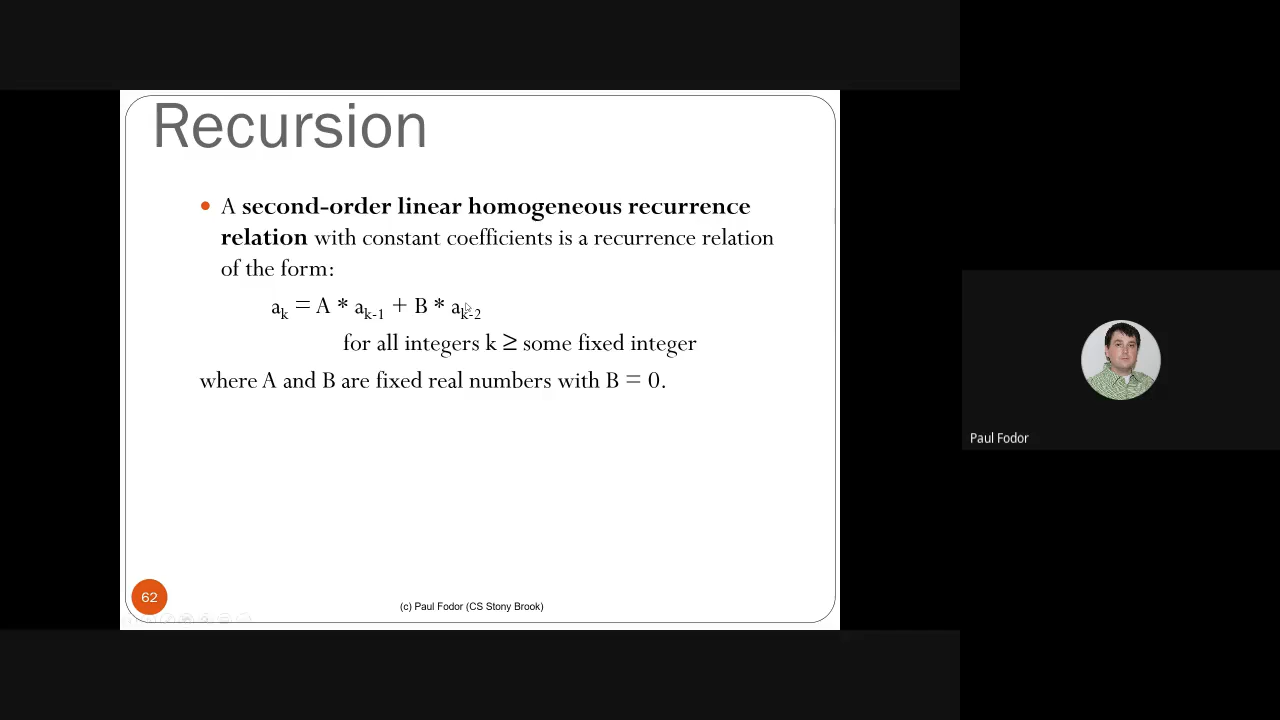 Recursion
• A second-order linear homogeneous recurrence
relation with constant coefficients is a recurrence relation
of the form:
aₖ = A * aₖ₋₁ + B * aₖ₋₂
for all integers k ≥ some fixed integer
where A and B are fixed real numbers with B = 0.
62
(c) Paul Fodor (CS Stony Brook)
Paul Fodor